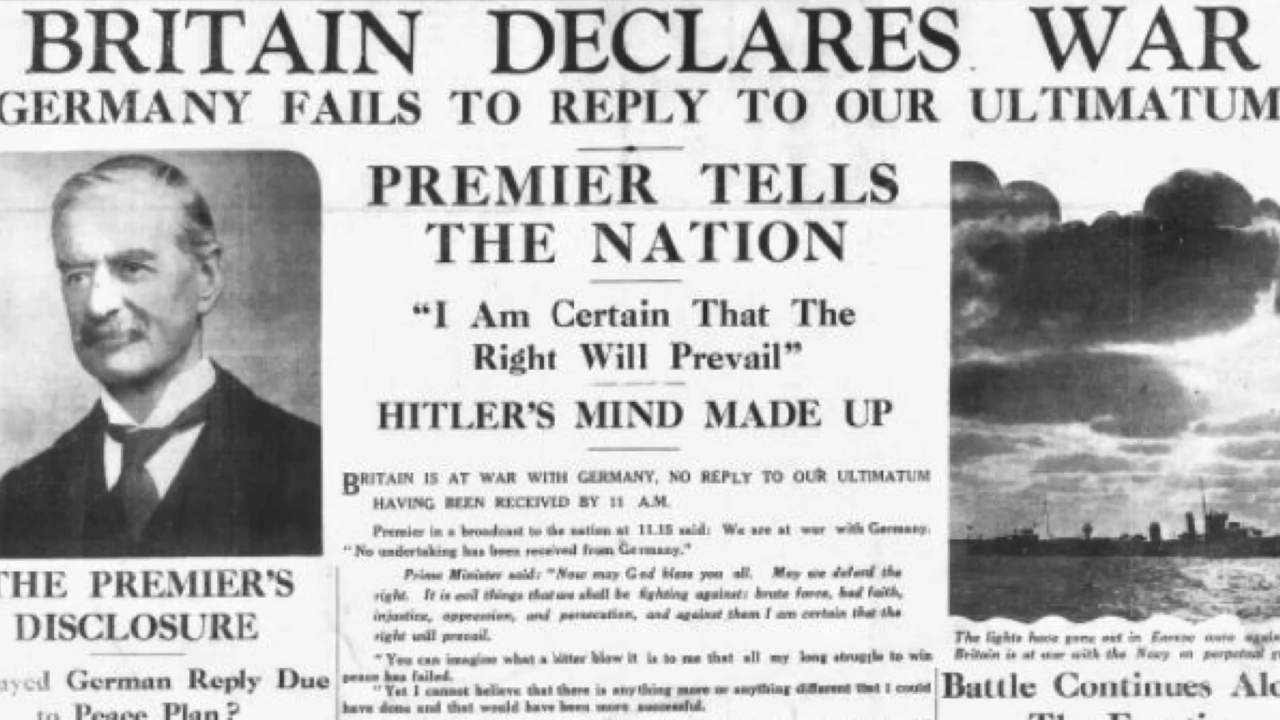 BRITAIN DECLARES WAR
GERMANY FAILS TO REPLY TO OUR ULTIMATUM
PREMIER TELLS
THE NATION
“I Am Certain That The
Right Will Prevail”
HITLER'S MIND MADE UP
BRITAIN IS AT WAR WITH GERMANY, NO REPLY TO OUR ULTIMATUM
HAVING BEEN RECEIVED BY 11 A.M.
Premier in a broadcast to the nation at 11.15 said: We are at war with Germany.
“No undertaking has been received from Germany.”
Prime Minister said: “Now may God bless you all. May we defend the
right. It is evil things that we shall be fighting against: brute force, bad faith,
injustice, oppression, and persecution, and against them I am certain that the
right will prevail.
“You can imagine what a bitter blow it is to me that all my long struggle to win
peace has failed.
“Yet I cannot believe that there is anything more or anything different that I could
have done and that would have been more successful.
THE PREMIER'S
DISCLOSURE
ayed German Reply Due
to Peace Plan?
The lights have gone out in Europe once again
Britain is at war with the Navy on perpetual
Battle Continues Alo
The